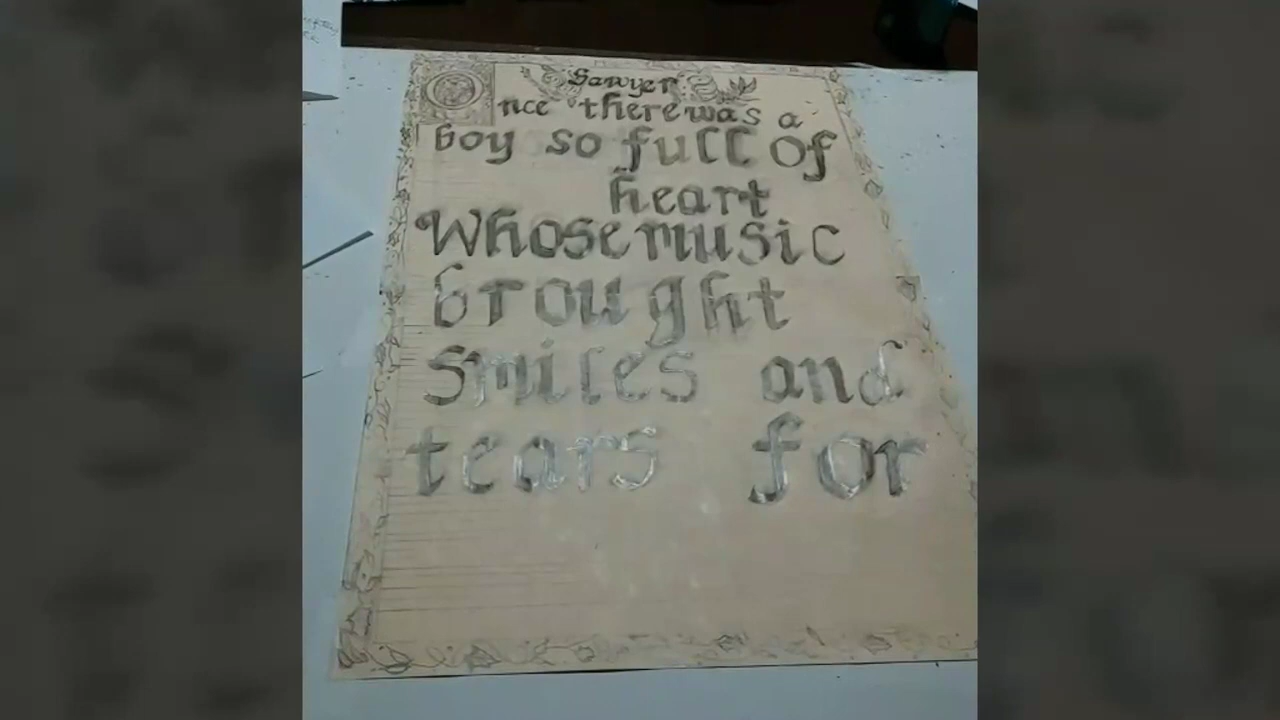 Sawyer
Once there was a
boy so full of
heart
Whose music
brought
smiles and
tears for